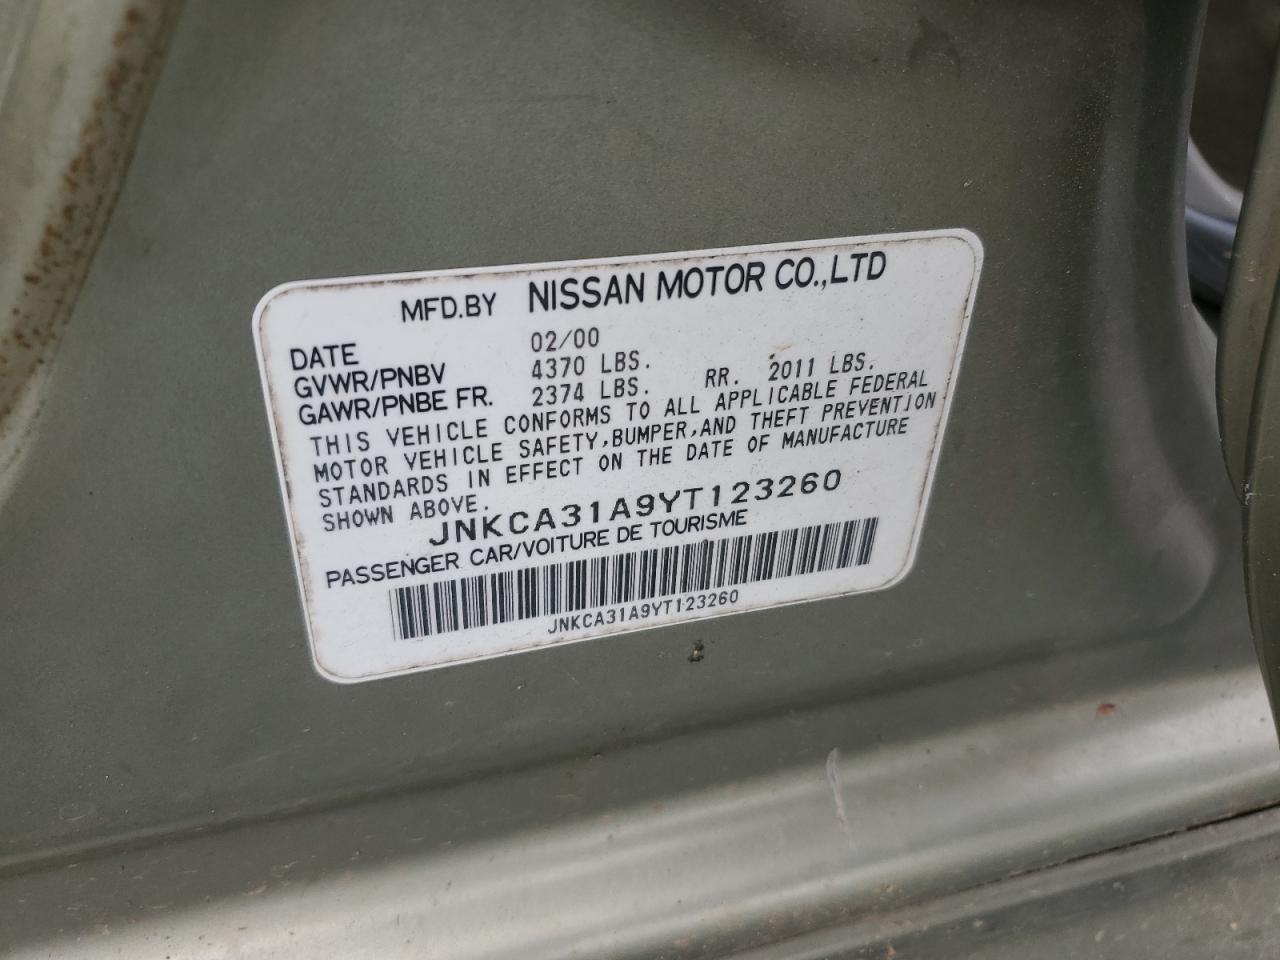 MFD.BY NISSAN MOTOR CO.,LTD
DATE 02/00
GVWR/PNBV 4370 LBS.
GAWR/PNBE FR. 2374 LBS. RR. 2011 LBS.
THIS VEHICLE CONFORMS TO ALL APPLICABLE FEDERAL
MOTOR VEHICLE SAFETY,BUMPER,AND THEFT PREVENTION
STANDARDS IN EFFECT ON THE DATE OF MANUFACTURE
SHOWN ABOVE.
JNKCA31A9YT123260
PASSENGER CAR/VOITURE DE TOURISME
JNKCA31A9YT123260